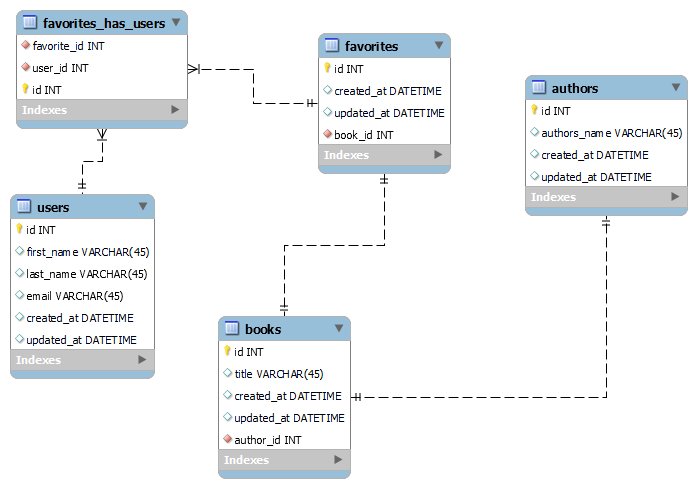 favorites_has_users
favorite_id INT
user_id INT
id INT
Indexes
favorites
id INT
created_at DATETIME
updated_at DATETIME
book_id INT
Indexes
authors
id INT
authors_name VARCHAR(45)
created_at DATETIME
updated_at DATETIME
Indexes
users
id INT
first_name VARCHAR(45)
last_name VARCHAR(45)
email VARCHAR(45)
created_at DATETIME
updated_at DATETIME
Indexes
books
id INT
title VARCHAR(45)
created_at DATETIME
updated_at DATETIME
author_id INT
Indexes